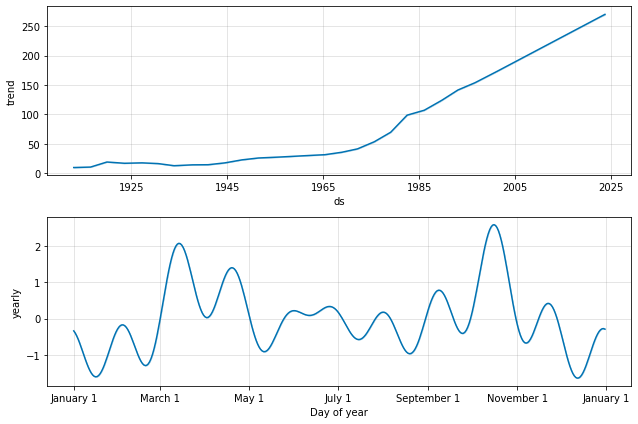 250
200
150
100
50
0
trend
1925 1945 1965 1985 2005 2025
ds
2
1
0
−1
yearly
January 1 March 1 May 1 July 1 September 1 November 1 January 1
Day of year